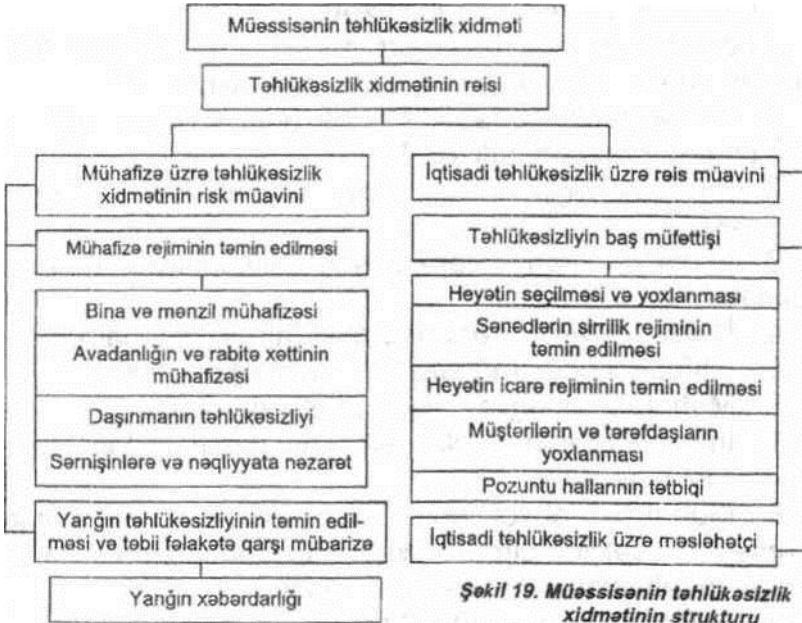 Müəssisənin təhlükəsizlik xidməti
Təhlükəsizlik xidmətinin rəisi
Mühafizə üzrə təhlükəsizlik
xidmətinin risk müavini
Mühafizə rejiminin təmin edilməsi
Bina və mənzil mühafizəsi
Avadanlığın və rabitə xəttinin
mühafizəsi
Daşınmanın təhlükəsizliyi
Sərnişinlərə və nəqliyyata nəzarət
Yanğın təhlükəsizliyinin təmin edil-
məsi və təbii fəlakətə qarşı mübarizə
Yanğın xəbərdarlığı
İqtisadi təhlükəsizlik üzrə rəis müavini
Təhlükəsizliyin baş müfəttişi
Heyətin seçilməsi və yoxlanması
Sənədlərin sirrilik rejiminin
təmin edilməsi
Heyətin icarə rejiminin təmin edilməsi
Müştərilərin və tərəfdaşların
yoxlanması
Pozuntu hallarının tətbiqi
İqtisadi təhlükəsizlik üzrə məsləhətçi
Şəkil 19. Müəssisənin təhlükəsizlik
xidmətinin strukturu